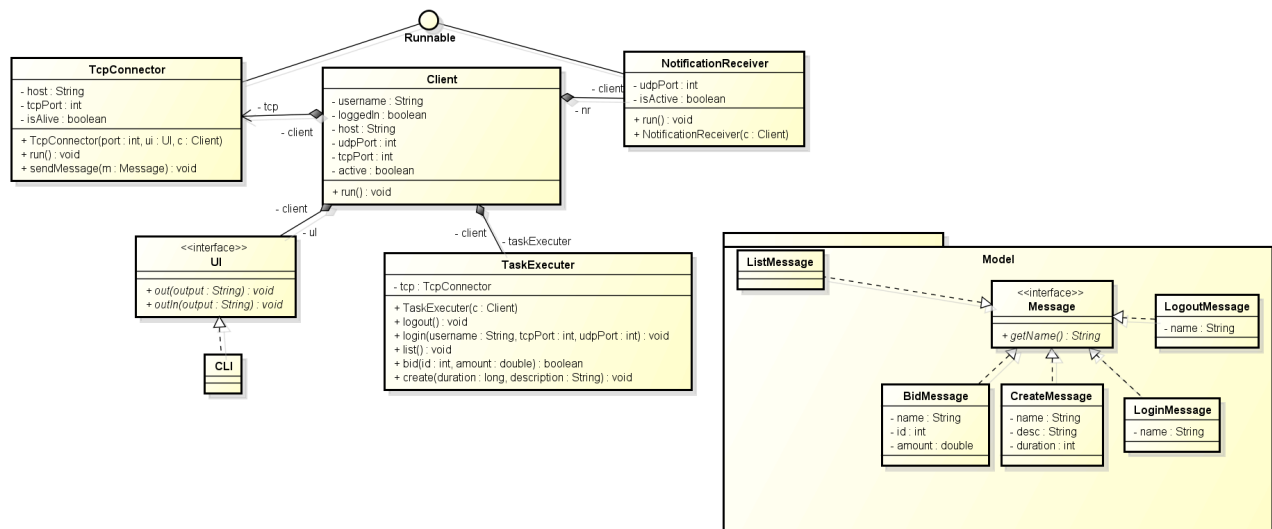 Runnable
TcpConnector
- host : String
- tcpPort : int
- isAlive : boolean
+ TcpConnector(port : int, ui : UI, c : Client)
+ run() : void
+ sendMessage(m : Message) : void
- tcp
- client
Client
- username : String
- loggedIn : boolean
- host : String
- udpPort : int
- tcpPort : int
- active : boolean
+ run() : void
- client
- nr
NotificationReceiver
- udpPort : int
- isActive : boolean
+ run() : void
+ NotificationReceiver(c : Client)
- client
- uI
<<interface>>
UI
+ out(output : String) : void
+ outln(output : String) : void
CLI
- client
- taskExecuter
TaskExecuter
- tcp : TcpConnector
+ TaskExecuter(c : Client)
+ logout() : void
+ login(username : String, tcpPort : int, udpPort : int) : void
+ list() : void
+ bid(id : int, amount : double) : boolean
+ create(duration : long, description : String) : void
Model
ListMessage
<<interface>>
Message
+ getName() : String
LogoutMessage
- name : String
BidMessage
- name : String
- id : int
- amount : double
CreateMessage
- name : String
- desc : String
- duration : int
LoginMessage
- name : String